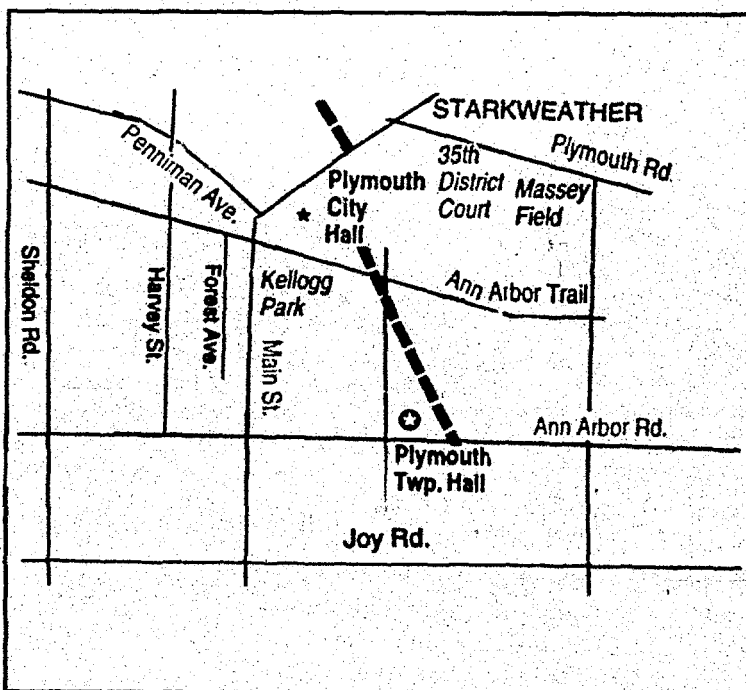 STARKWEATHER
Penniman Ave.
Plymouth Rd.
35th
District
Court
Massey
Field
Plymouth
City
Hall
Sheldon Rd.
Harvey St.
Forest Ave.
Kellogg
Park
Main St.
Ann Arbor Trail
Ann Arbor Rd.
Plymouth
Twp. Hall
Joy Rd.